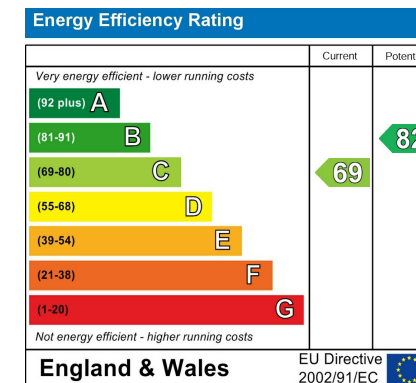 Energy Efficiency Rating
Current Potent
Very energy efficient - lower running costs
(92 plus) A
(81-91) B 82
(69-80) C 69
(55-68) D
(39-54) E
(21-38) F
(1-20) G
Not energy efficient - higher running costs
England & Wales
EU Directive
2002/91/EC